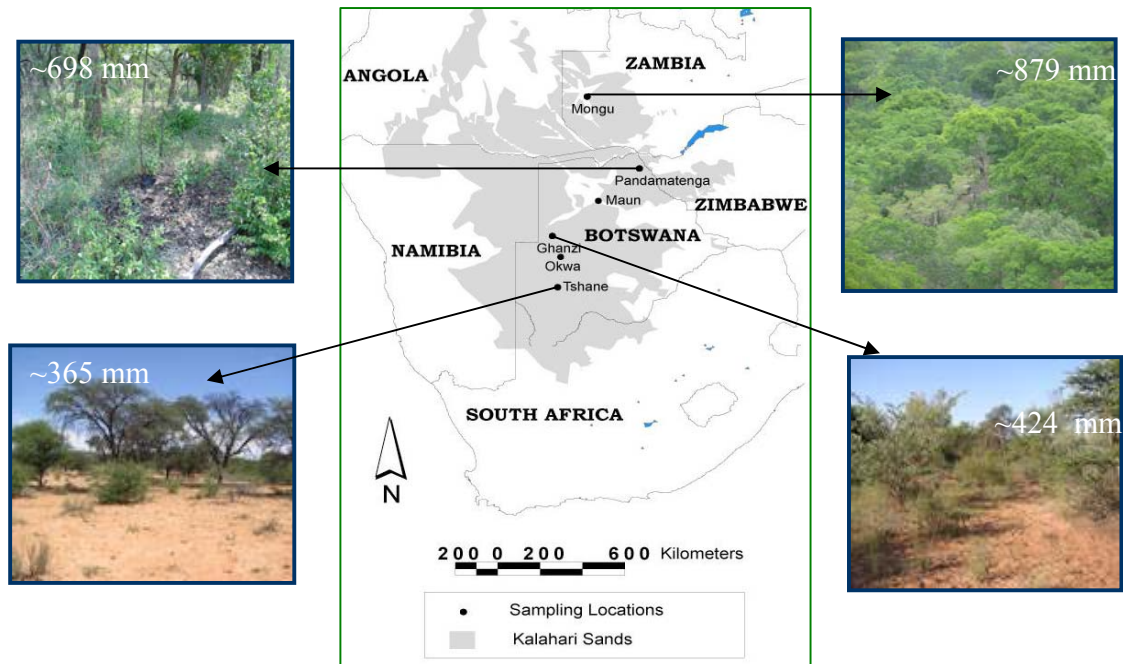 ~698 mm
~879 mm
ANGOLA
ZAMBIA
Mongu
Pandamatenga
Maun
ZIMBABWE
NAMIBIA
BOTSWANA
Ghanzi
Okwa
Tshane
~365 mm
~424 mm
SOUTH AFRICA
N
200 0 200 600 Kilometers
Sampling Locations
Kalahari Sands